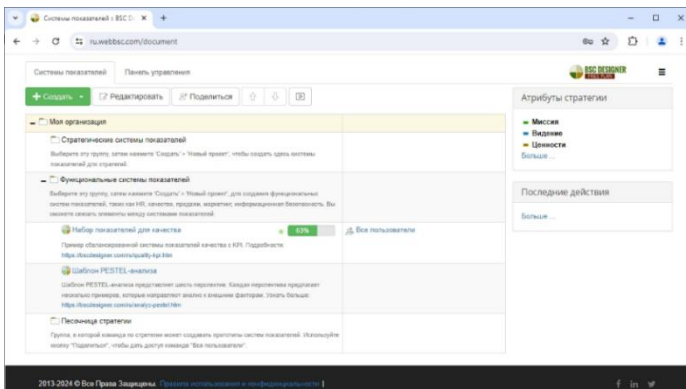 Системы показателей с BSC D
ru.webbsc.com/document
Системы показателей Панель управления
BSC DESIGNER
FREE PLAN
Создать Редактировать Поделиться
Моя организация
Стратегические системы показателей
Выберите эту группу, затем нажмите 'Создать' > 'Новый проект', чтобы создать здесь системы
показателей для стратегий.
Функциональные системы показателей
Выберите эту группу, затем нажмите 'Создать' > 'Новый проект', для создания функциональных
систем показателей, таких как HR, качество, продажи, маркетинг, информационная безопасность. Вы
сможете связать элементы между системами показателей.
Набор показателей для качества 63% Все пользователи
Пример сбалансированной системы показателей качества с KPI. Подробности:
https://bscdesigner.com/ru/quality-kpi.htm
Шаблон PESTEL-анализа
Шаблон PESTEL-анализа представляет шесть перспектив. Каждая перспектива предлагает
несколько примеров, которые направляют анализ к внешним факторам. Узнать больше:
https://bscdesigner.com/ru/analyz-pestel.htm
Песочница стратегии
Группа, в которой команда по стратегии может создавать прототипы систем показателей. Используйте
кнопку "Поделиться", чтобы дать доступ команде "Все пользователи".
Атрибуты стратегии
Миссия
Видение
Ценности
Больше ...
Последние действия
Больше ...
2013-2024 © Все Права Защищены. Правила использования и конфиденциальности |